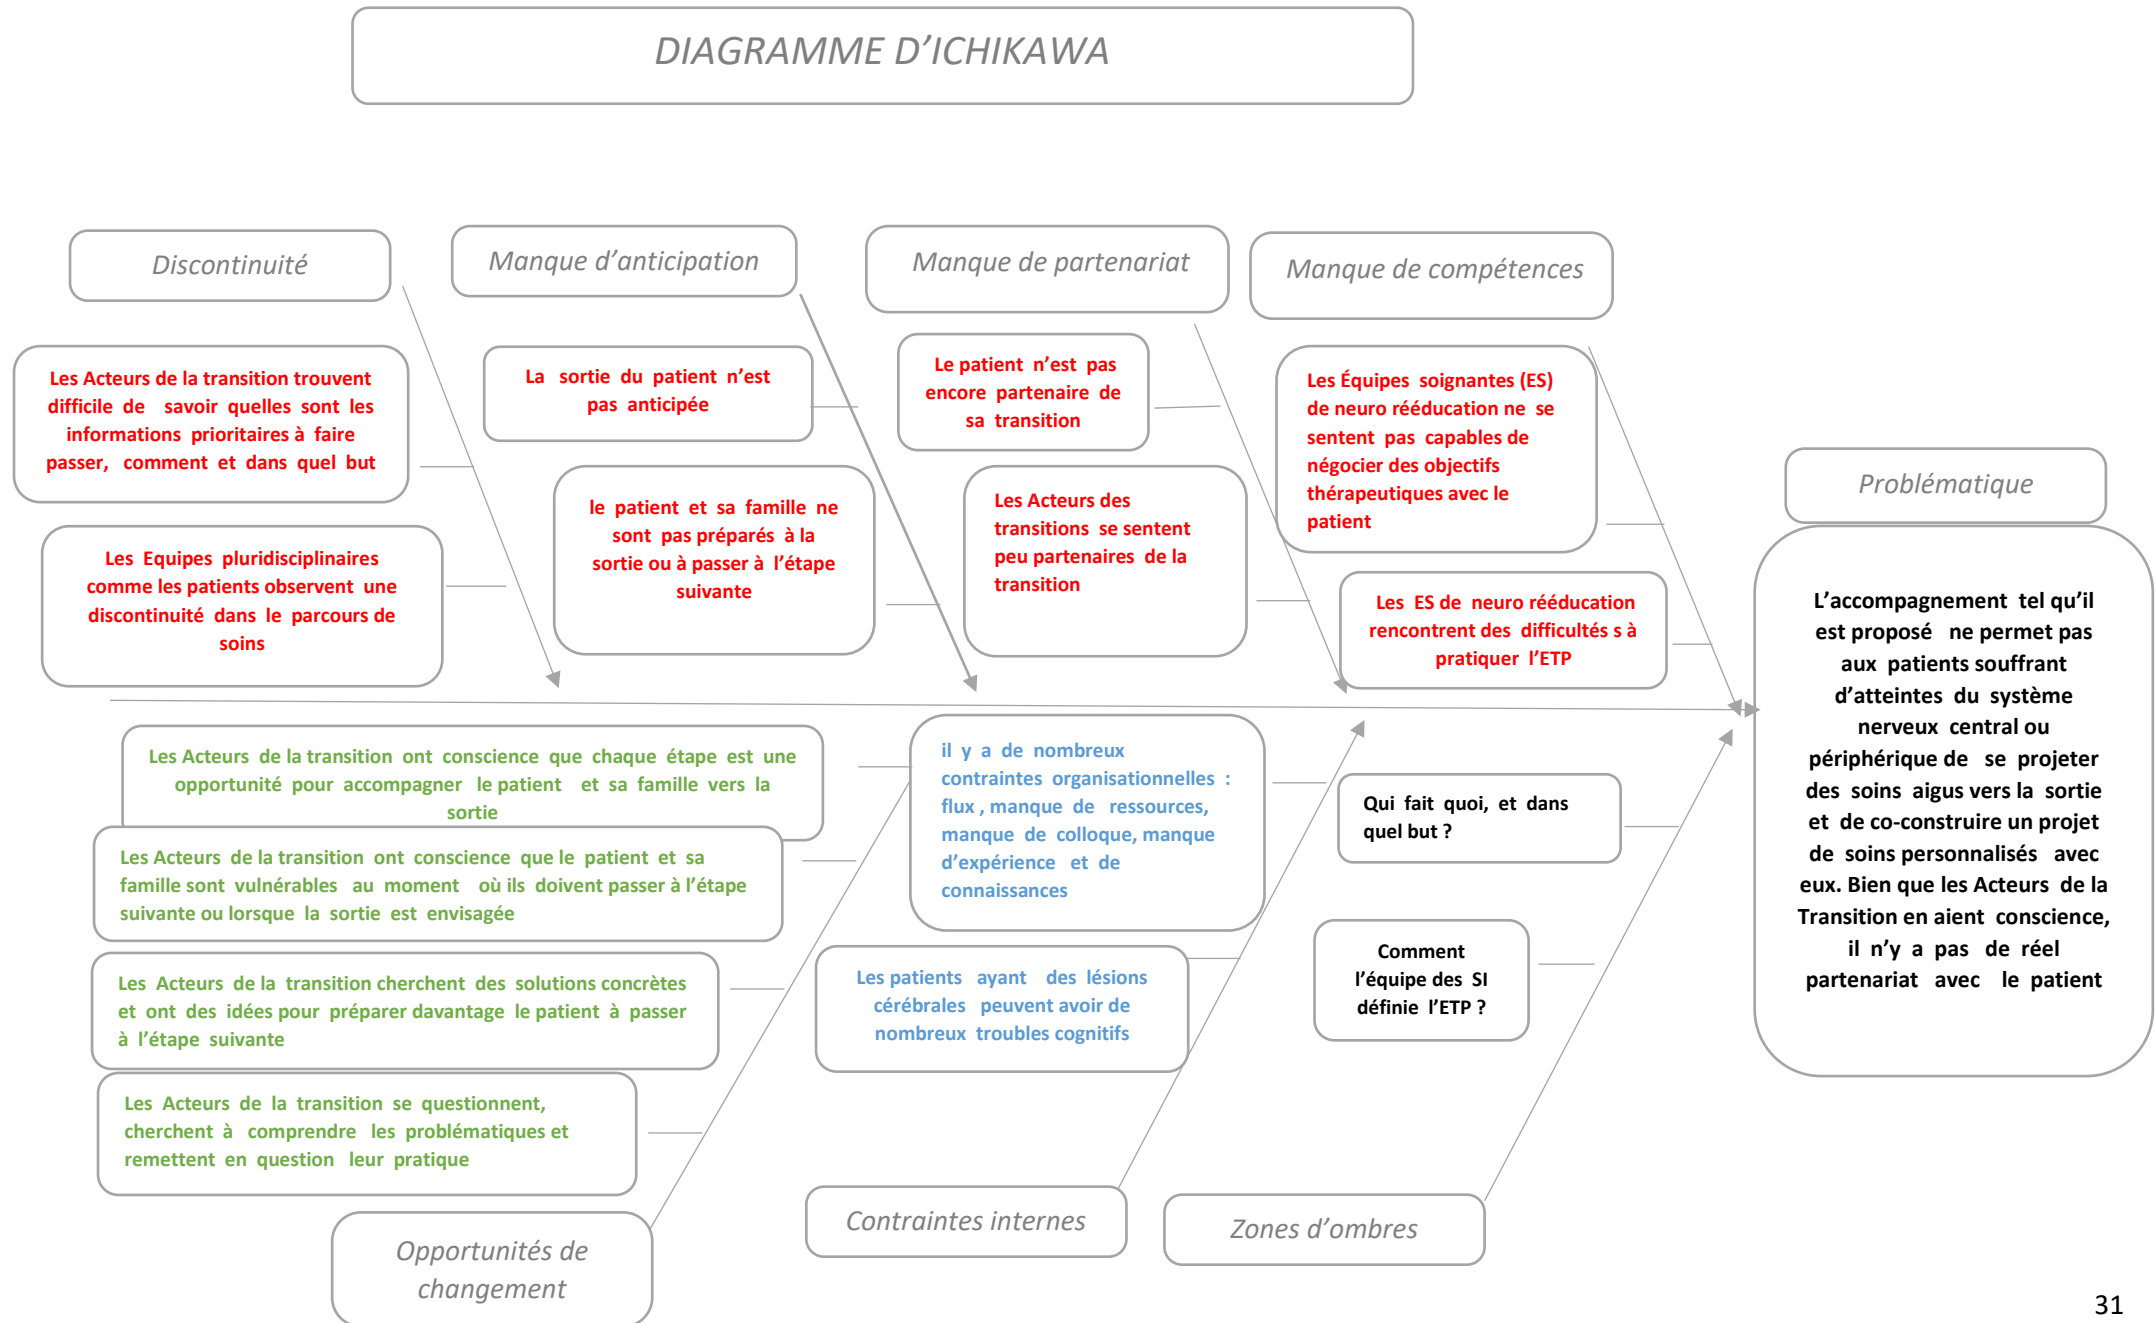 DIAGRAMME D’ICHIKAWA
Discontinuité
Manque d’anticipation
Manque de partenariat
Manque de compétences
Les Acteurs de la transition trouvent
difficile de savoir quelles sont les
informations prioritaires à faire
passer, comment et dans quel but
Les Equipes pluridisciplinaires
comme les patients observent une
discontinuité dans le parcours de
soins
La sortie du patient n’est
pas anticipée
le patient et sa famille ne
sont pas préparés à la
sortie ou à passer à l’étape
suivante
Le patient n’est pas
encore partenaire de
sa transition
Les Acteurs des
transitions se sentent
peu partenaires de la
transition
Les Équipes soignantes (ES)
de neuro rééducation ne se
sentent pas capables de
négocier des objectifs
thérapeutiques avec le
patient
Les ES de neuro rééducation
rencontrent des difficultés s à
pratiquer l’ETP
Problématique
L’accompagnement tel qu’il
est proposé ne permet pas
aux patients souffrant
d’atteintes du système
nerveux central ou
périphérique de se projeter
des soins aigus vers la sortie
et de co-construire un projet
de soins personnalisés avec
eux. Bien que les Acteurs de la
Transition en aient conscience,
il n’y a pas de réel
partenariat avec le patient
Les Acteurs de la transition ont conscience que chaque étape est une
opportunité pour accompagner le patient et sa famille vers la
sortie
Les Acteurs de la transition ont conscience que le patient et sa
famille sont vulnérables au moment où ils doivent passer à l’étape
suivante ou lorsque la sortie est envisagée
Les Acteurs de la transition cherchent des solutions concrètes
et ont des idées pour préparer davantage le patient à passer
à l’étape suivante
Les Acteurs de la transition se questionnent,
cherchent à comprendre les problématiques et
remettent en question leur pratique
il y a de nombreux
contraintes organisationnelles :
flux , manque de ressources,
manque de colloque, manque
d’expérience et de
connaissances
Les patients ayant des lésions
cérébrales peuvent avoir de
nombreux troubles cognitifs
Qui fait quoi, et dans
quel but ?
Comment
l’équipe des SI
définie l’ETP ?
Opportunités de
changement
Contraintes internes
Zones d’ombres
31